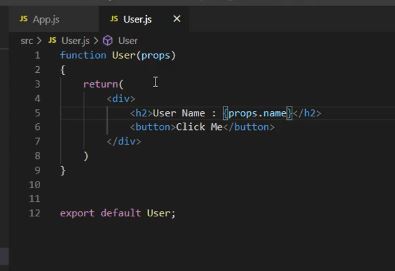 JS App.js JS User.js ×
src > JS User.js > User
1 function User(props)
2 {
3 return(
4 <div>
5 <h2>User Name : {props.name}</h2>
6 <button>Click Me</button>
7 </div>
8 )
9 }
10
11
12 export default User;